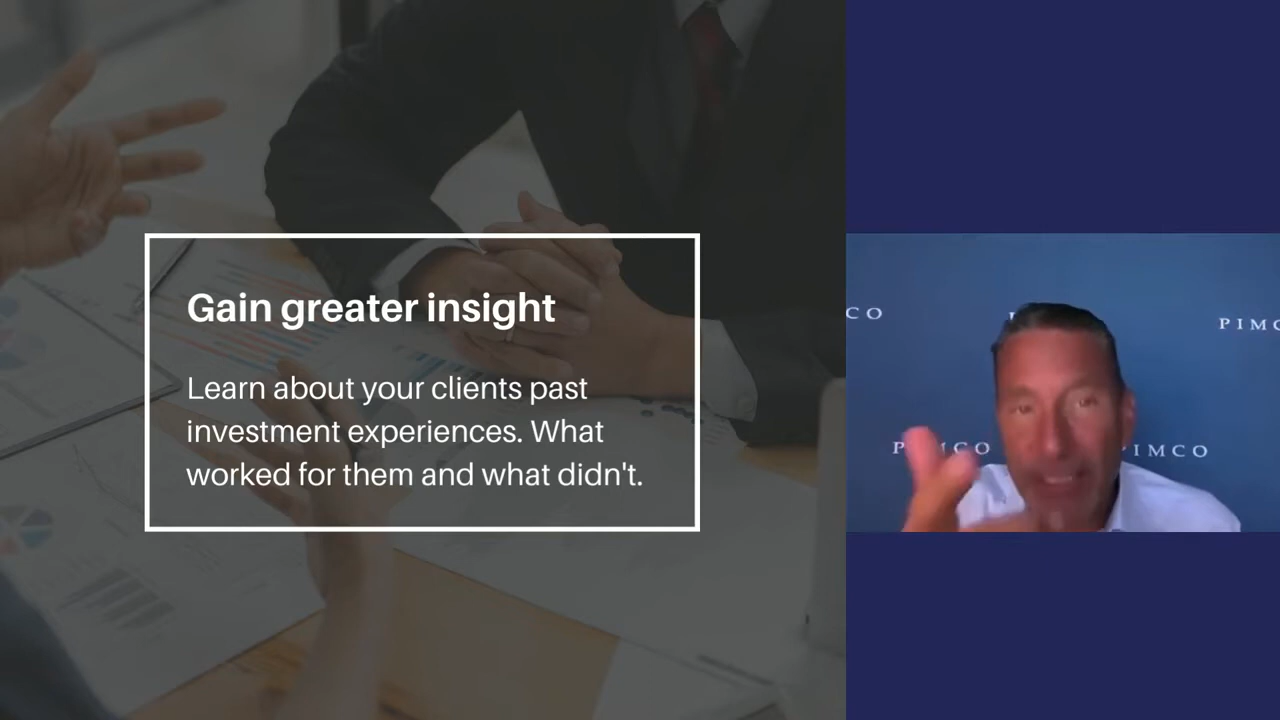 Gain greater insight
Learn about your clients past
investment experiences. What
worked for them and what didn't.
PIMCO
PIMCO